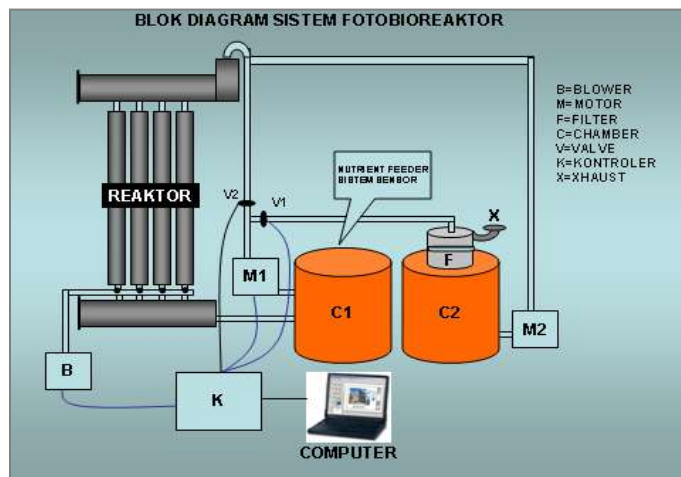 BLOK DIAGRAM SISTEM FOTOBIOREAKTOR
B=BLOWER
M=MOTOR
F=FILTER
C=CHAMBER
V=VALVE
K=KONTROLER
X=XHAUST
NUTRIENT FEEDER
SISTEM SENSOR
REAKTOR
V2
V1
X
F
M1
C1
C2
M2
B
K
COMPUTER